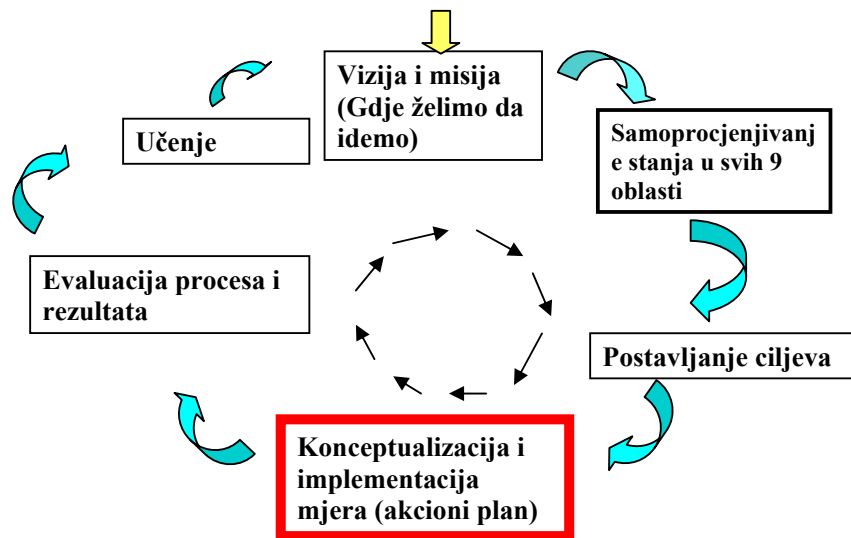 Vizija i misija
(Gdje želimo da
idemo)
Samoprocjenjivanj
e stanja u svih 9
oblasti
Postavljanje ciljeva
Konceptualizacija i
implementacija
mjera (akcioni plan)
Evaluacija procesa i
rezultata
Učenje